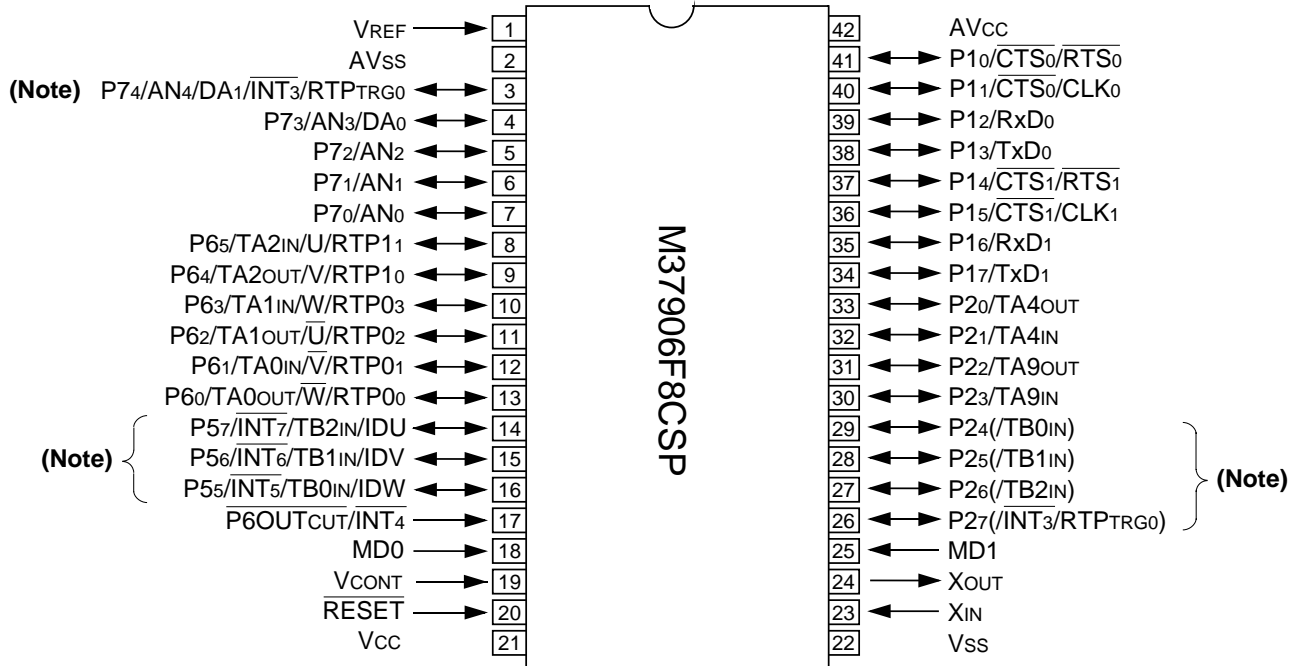 VREF 1 42 AVCC
AVSS 2 41 P10/CTS0/RTS0
(Note) P74/AN4/DA1/INT3/RTPTRG0 3 40 P11/CTS0/CLK0
P73/AN3/DA0 4 39 P12/RxD0
P72/AN2 5 38 P13/TxD0
P71/AN1 6 37 P14/CTS1/RTS1
P70/AN0 7 36 P15/CTS1/CLK1
P65/TA2IN/U/RTP11 8 35 P16/RxD1
P64/TA2OUT/V/RTP10 9 34 P17/TxD1
P63/TA1IN/W/RTP03 10 33 P20/TA4OUT
P62/TA1OUT/U/RTP02 11 32 P21/TA4IN
P61/TA0IN/V/RTP01 12 31 P22/TA9OUT
P60/TA0OUT/W/RTP00 13 30 P23/TA9IN
P57/INT7/TB2IN/IDU 14 29 P24(/TB0IN)
(Note) P56/INT6/TB1IN/IDV 15 28 P25(/TB1IN) (Note)
P55/INT5/TB0IN/IDW 16 27 P26(/TB2IN)
P6OUTCUT/INT4 17 26 P27(/INT3/RTPTRG0)
MD0 18 25 MD1
VCONT 19 24 XOUT
RESET 20 23 XIN
VCC 21 22 VSS
M37906F8CSP